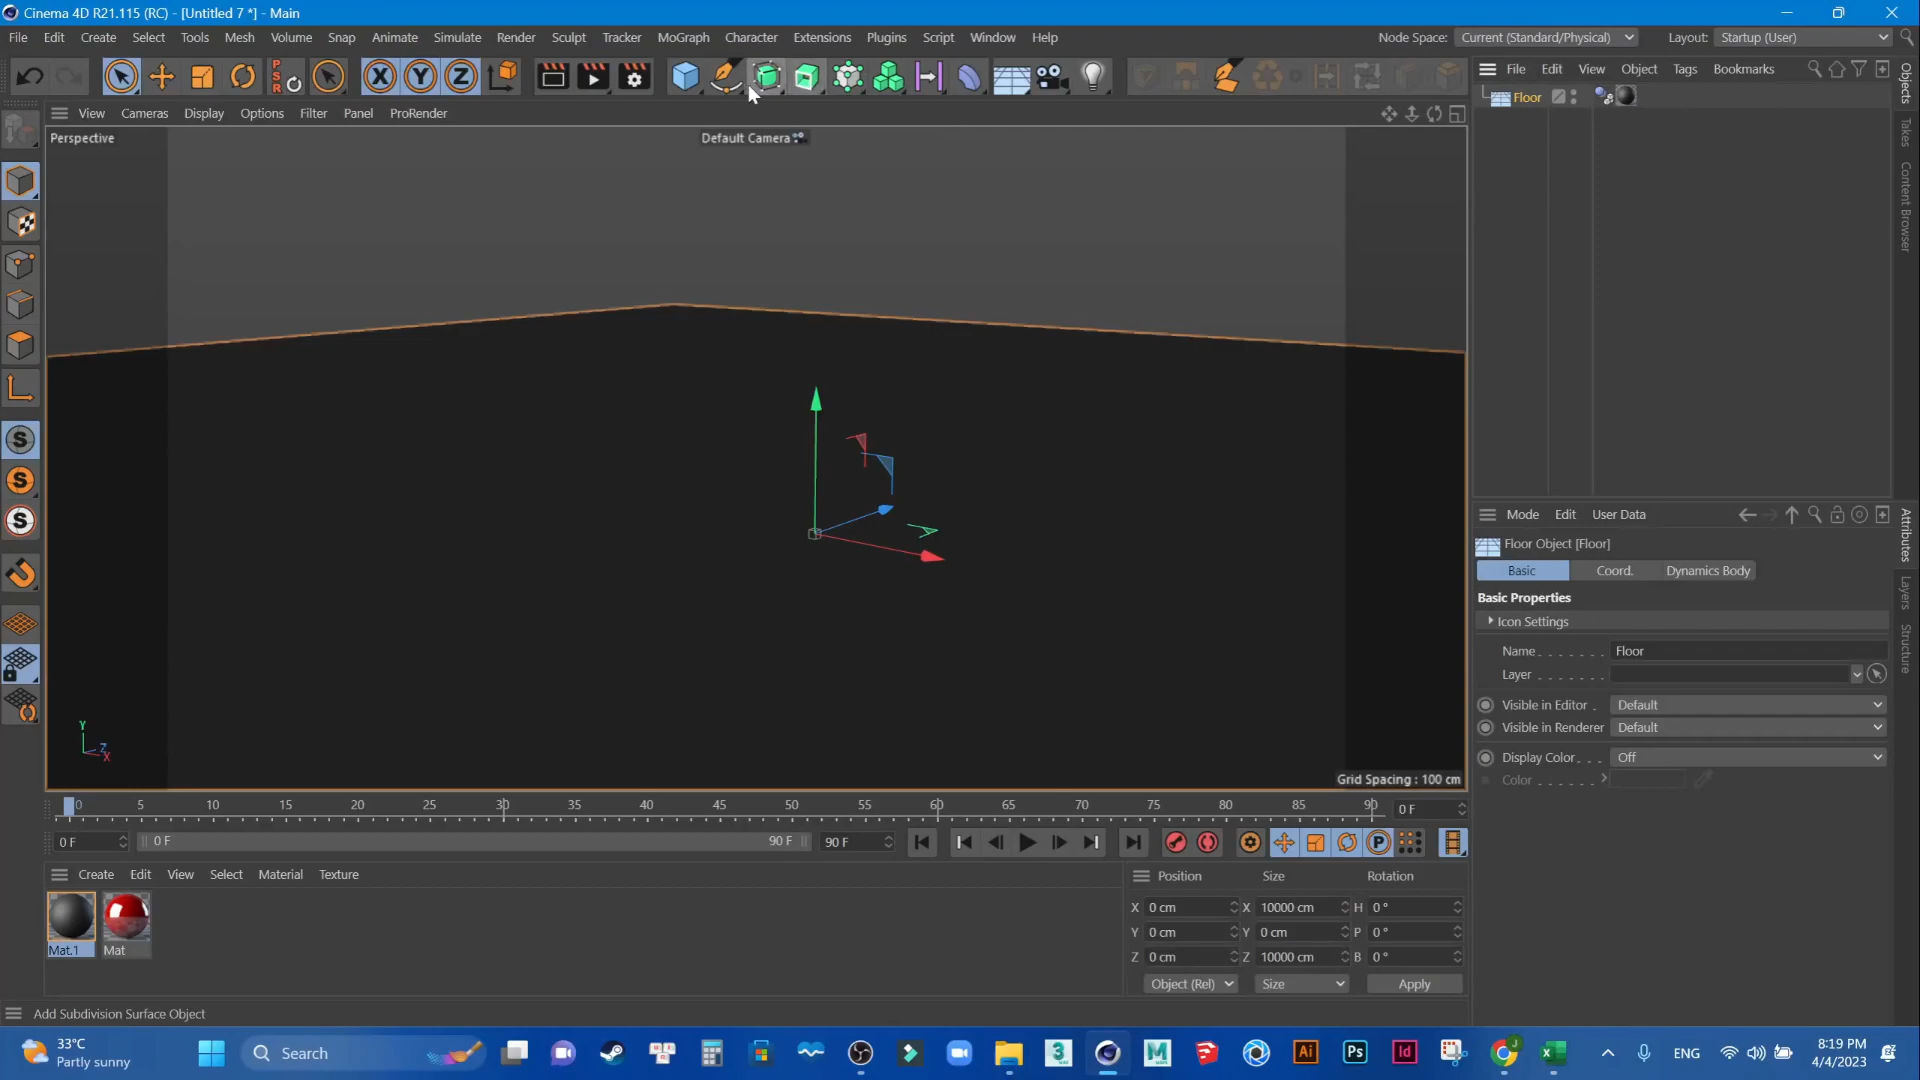 Cinema 4D R21.115 (RC) - [Untitled 7 *] - Main
File Edit Create Select Tools Mesh Volume Snap Animate Simulate Render Sculpt Tracker MoGraph Character Extensions Plugins Script Window Help
Node Space: Current (Standard/Physical) Layout: Startup (User)
PSR X Y Z
File Edit View Object Tags Bookmarks
Floor
View Cameras Display Options Filter Panel ProRender
Perspective
Default Camera
Objects
Takes
Content Browser
S
S
S
Y
Z
X
Grid Spacing : 100 cm
Mode Edit User Data
Floor Object [Floor]
Basic Coord. Dynamics Body
Basic Properties
Icon Settings
Name Floor
Layer
Visible in Editor Default
Visible in Renderer Default
Display Color Off
Color
Attributes
Layers
Structure
0 5 10 15 20 25 30 35 40 45 50 55 60 65 70 75 80 85 90 0 F
0 F 0 F 90 F 90 F P
Create Edit View Select Material Texture
Mat.1 Mat
Position Size Rotation
X 0 cm X 10000 cm H 0 °
Y 0 cm Y 0 cm P 0 °
Z 0 cm Z 10000 cm B 0 °
Object (Rel) Size Apply
Add Subdivision Surface Object
33°C
Partly sunny
Search
3 M Ai Ps Id J
ENG
8:19 PM
4/4/2023